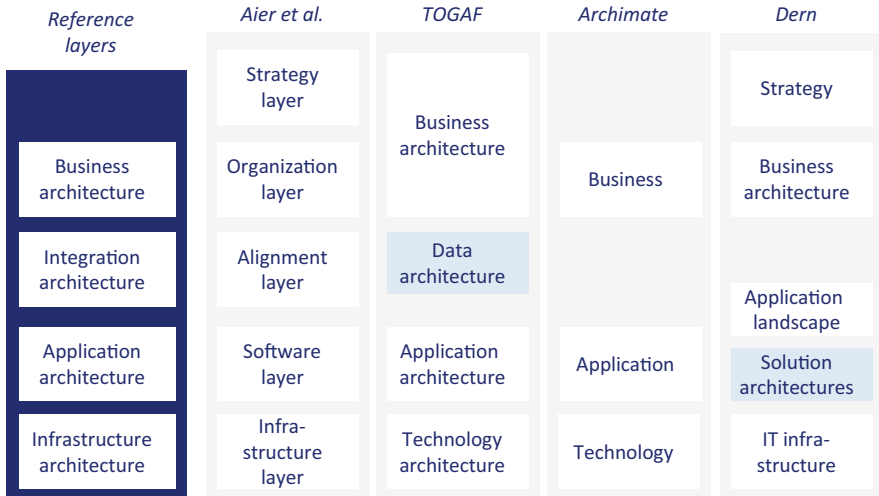 Reference
layers
Aier et al.
TOGAF
Archimate
Dern
Business
architecture
Integration
architecture
Application
architecture
Infrastructure
architecture
Strategy
layer
Organization
layer
Alignment
layer
Software
layer
Infra-
structure
layer
Business
architecture
Data
architecture
Application
architecture
Technology
architecture
Business
Application
Technology
Strategy
Business
architecture
Application
landscape
Solution
architectures
IT infra-
structure